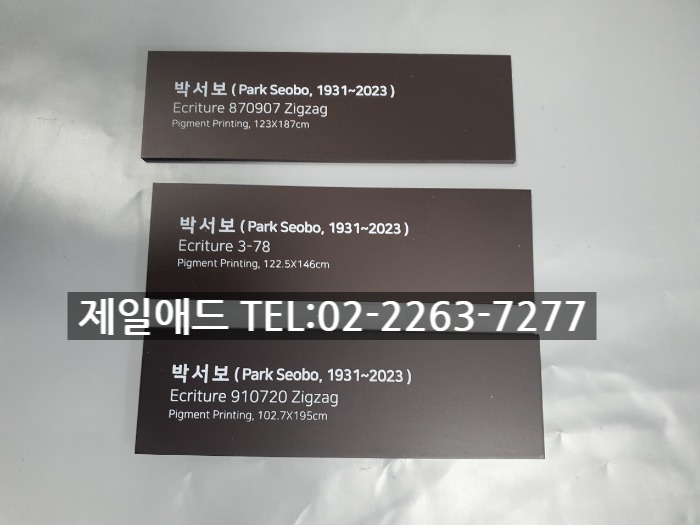 박서보 ( Park Seobo, 1931~2023 )
Ecriture 870907 Zigzag
Pigment Printing, 123X187cm
박서보 ( Park Seobo, 1931~2023 )
Ecriture 3-78
Pigment Printing, 122.5X146cm
제일애드 TEL:02-2263-7277
박서보 ( Park Seobo, 1931~2023 )
Ecriture 910720 Zigzag
Pigment Printing, 102.7X195cm